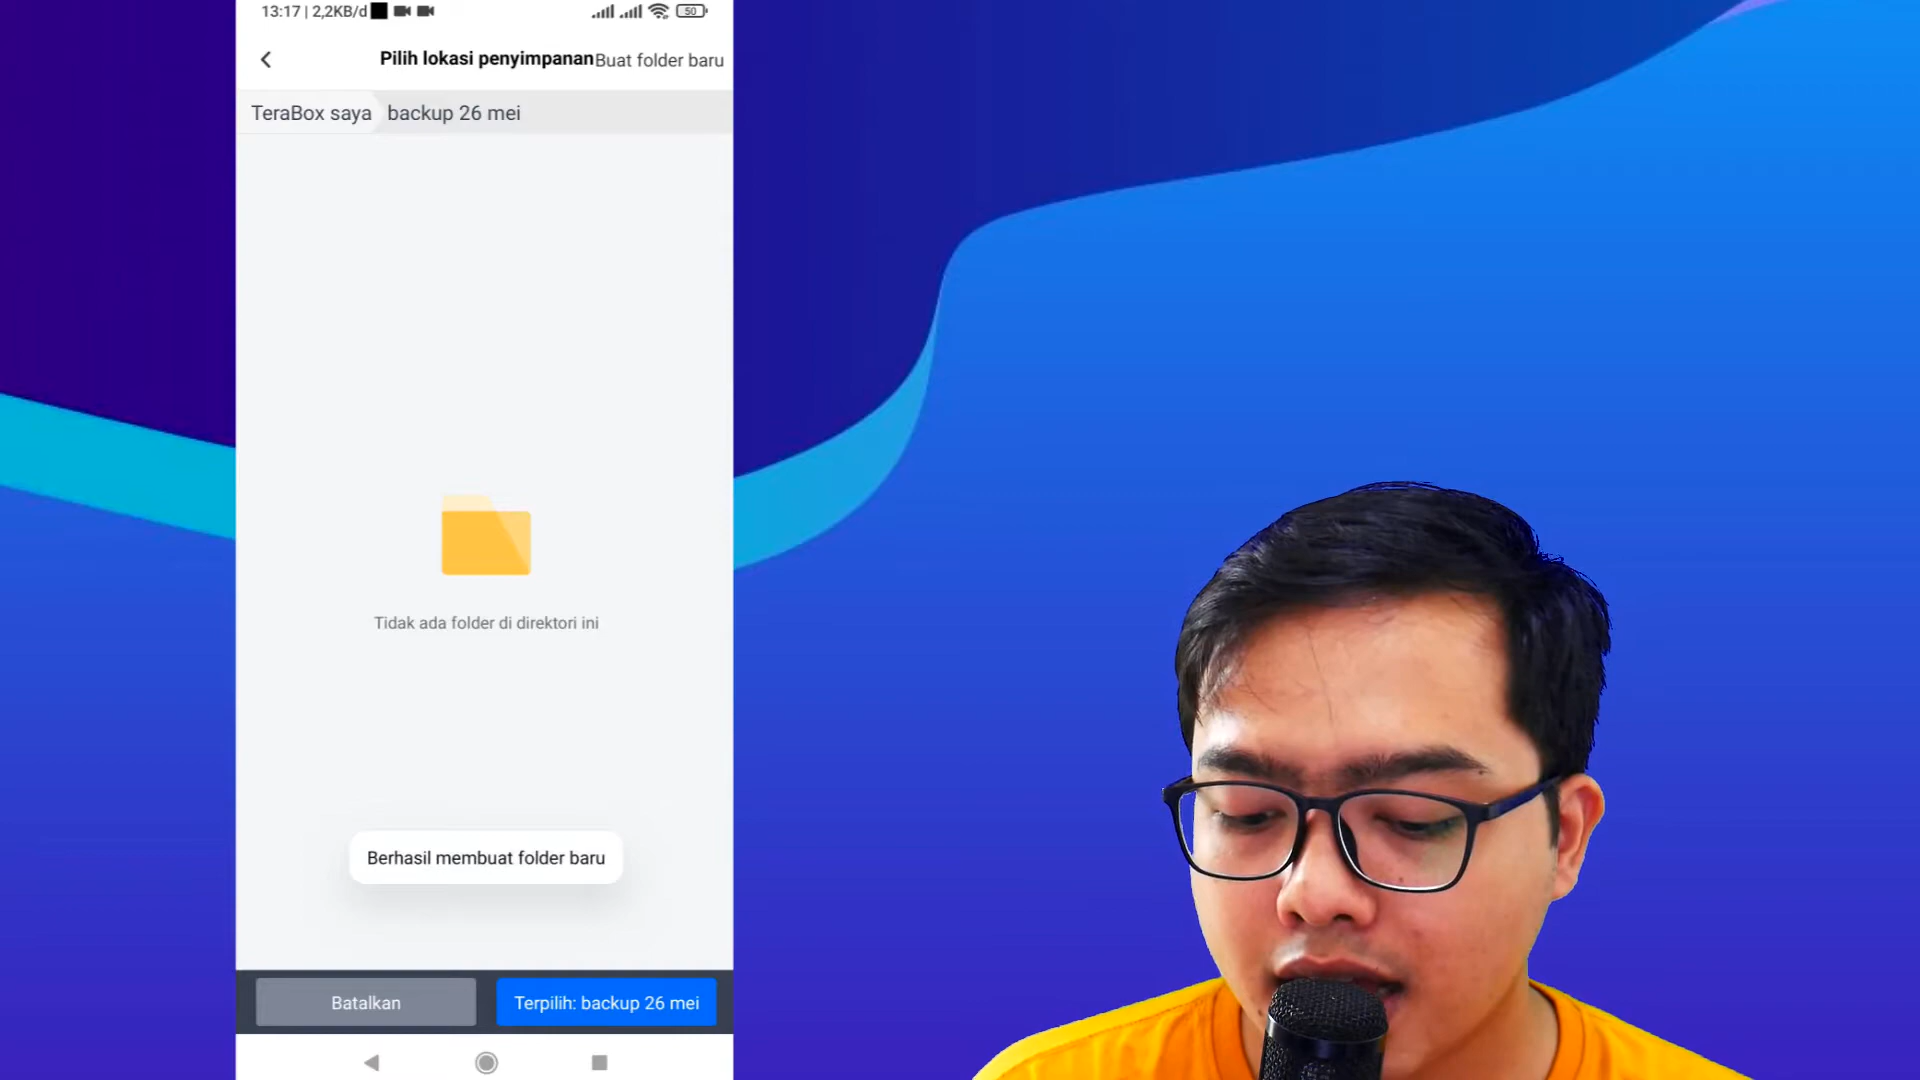 13:17 | 2,2KB/d
50
Pilih lokasi penyimpanan
Buat folder baru
TeraBox saya
backup 26 mei
Tidak ada folder di direktori ini
Berhasil membuat folder baru
Batalkan
Terpilih: backup 26 mei